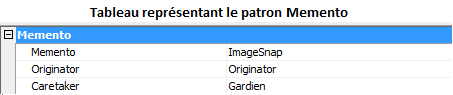 Tableau représentant le patron Memento
Memento
Memento ImageSnap
Originator Originator
Caretaker Gardien